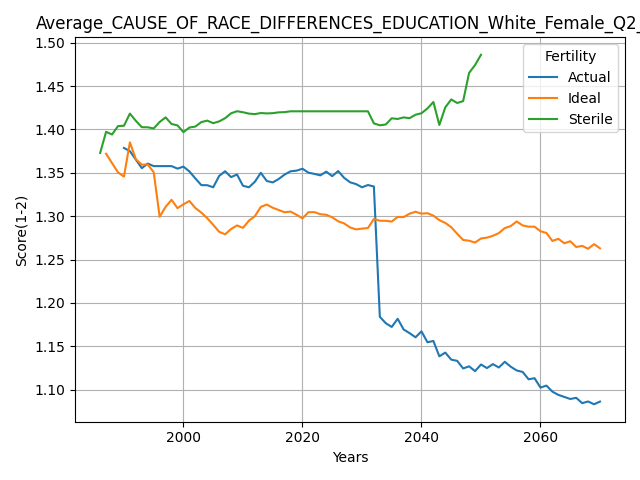 Average_CAUSE_OF_RACE_DIFFERENCES_EDUCATION_White_Female_Q2_
Fertility
Actual
Ideal
Sterile
Score(1-2)
1.50
1.45
1.40
1.35
1.30
1.25
1.20
1.15
1.10
2000 2020 2040 2060
Years